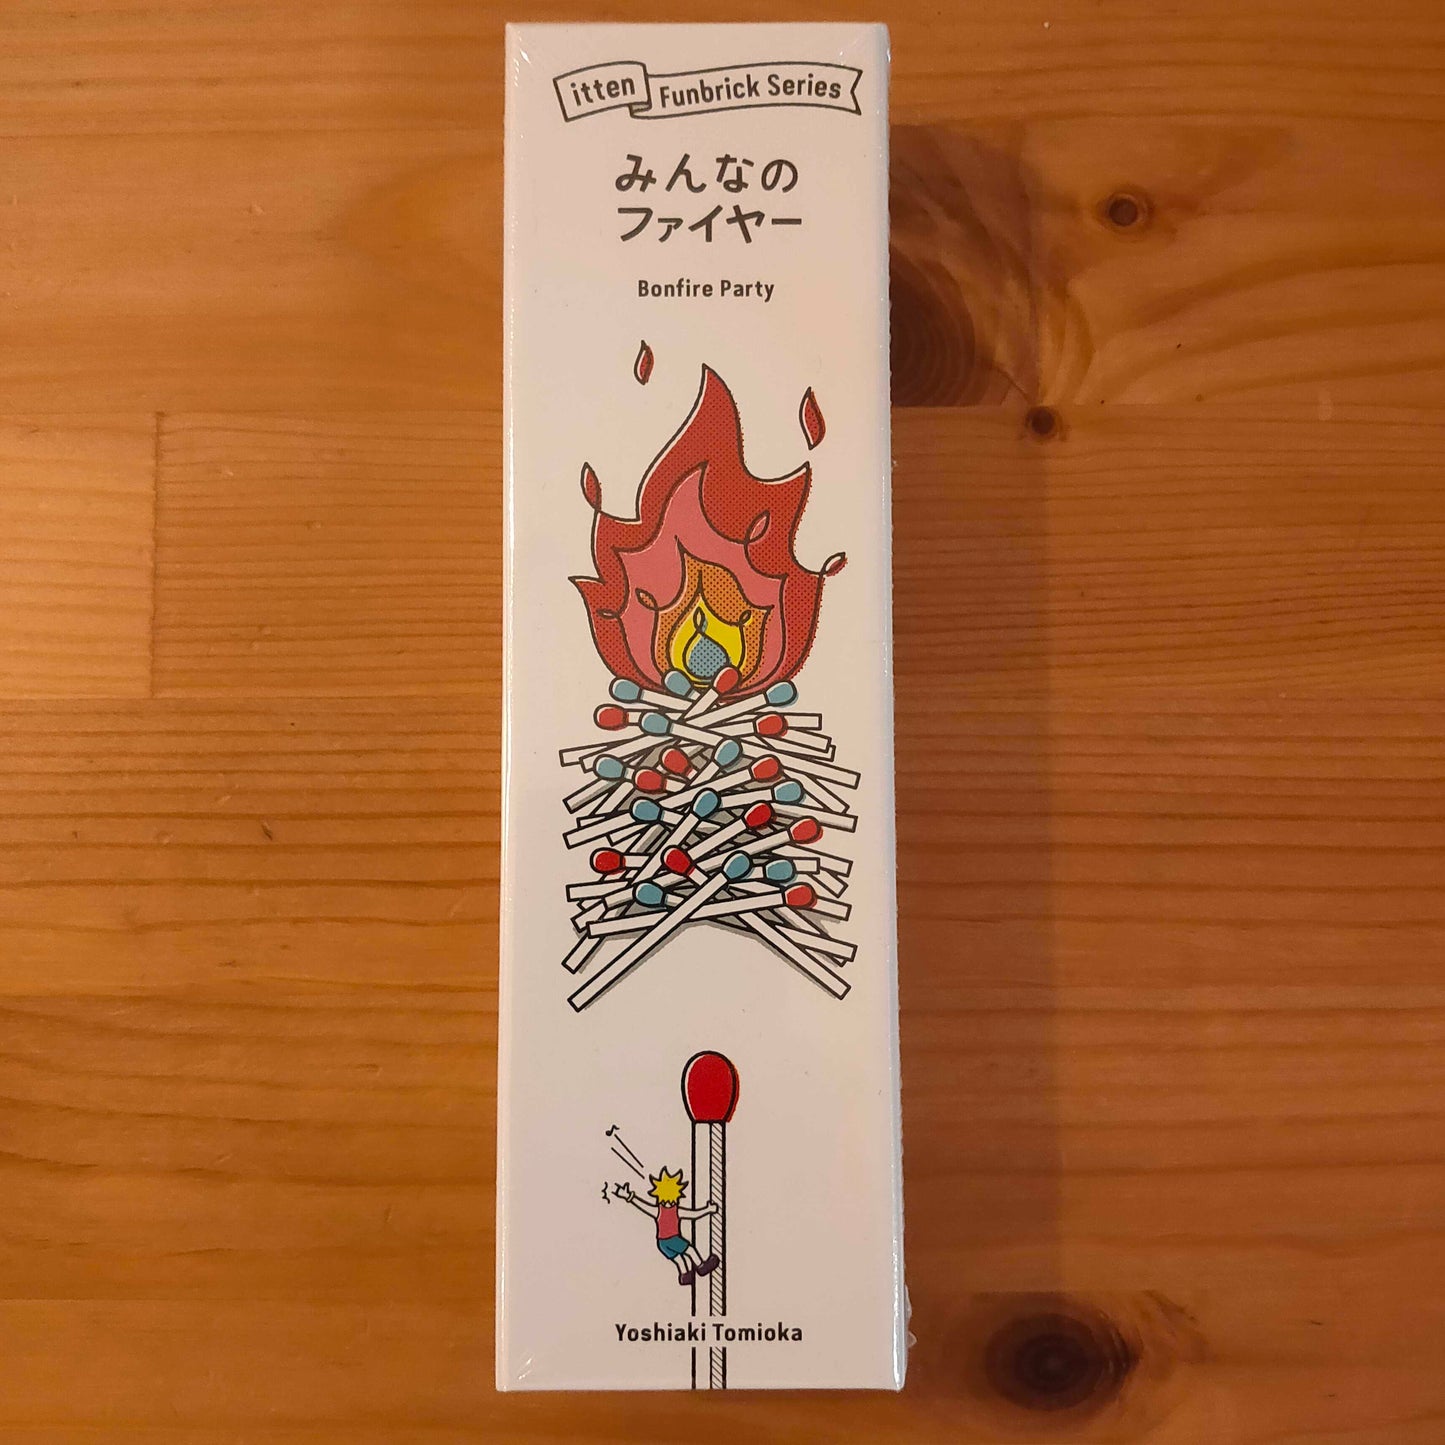 itten Funbrick Series
みんなの
ファイヤー
Bonfire Party
Yoshiaki Tomioka